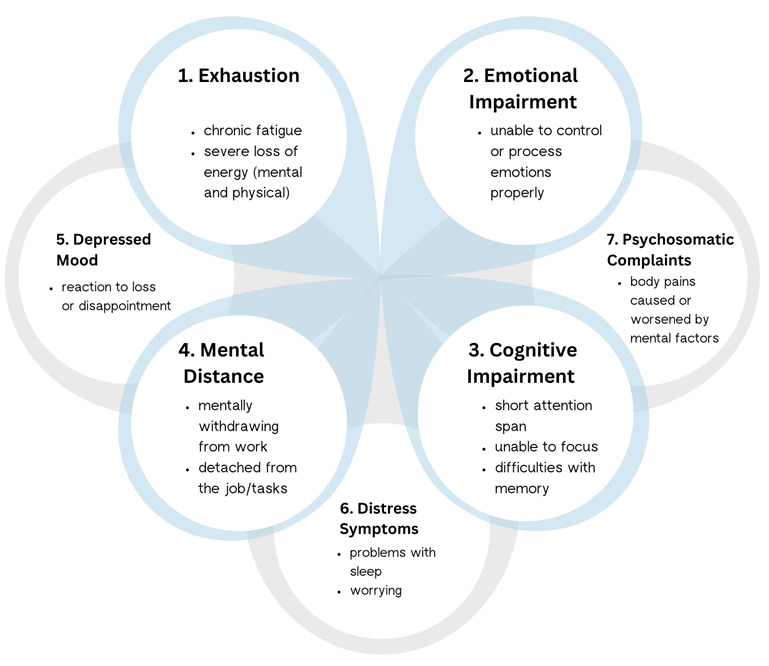 1. Exhaustion
• chronic fatigue
• severe loss of
energy (mental
and physical)
2. Emotional
Impairment
• unable to control
or process
emotions
properly
3. Cognitive
Impairment
• short attention
span
• unable to focus
• difficulties with
memory
4. Mental
Distance
• mentally
withdrawing
from work
• detached from
the job/tasks
5. Depressed
Mood
• reaction to loss
or disappointment
6. Distress
Symptoms
• problems with
sleep
• worrying
7. Psychosomatic
Complaints
• body pains
caused or
worsened by
mental factors